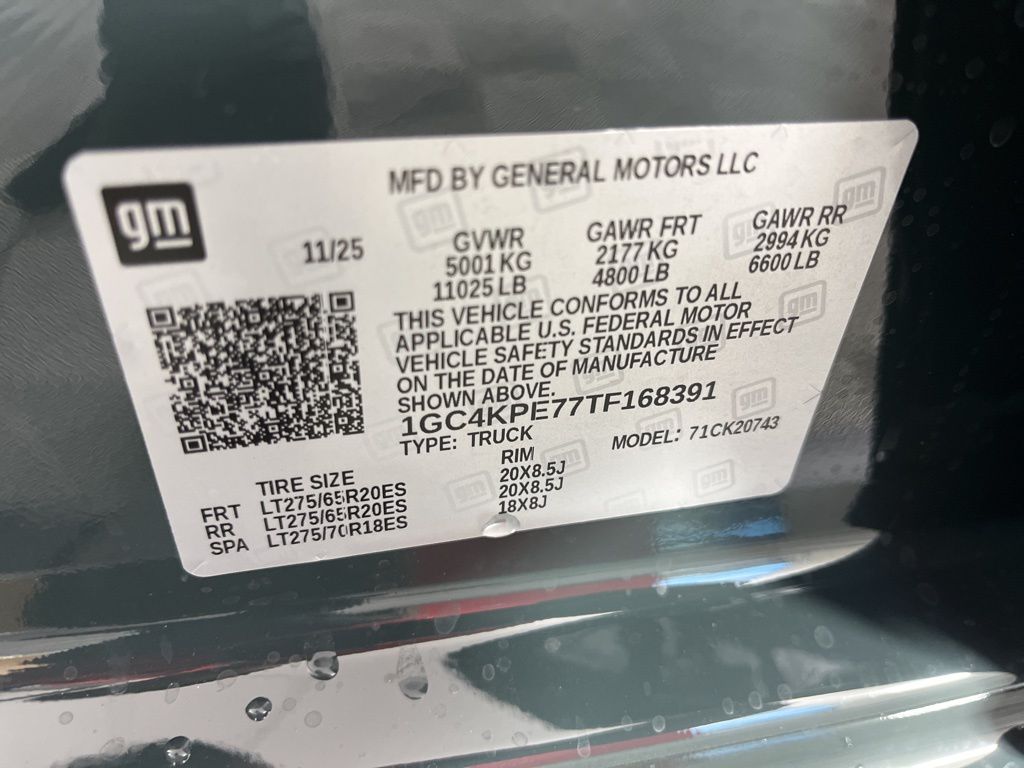 gm
MFD BY GENERAL MOTORS LLC
11/25
GVWR
5001 KG
11025 LB
GAWR FRT
2177 KG
4800 LB
GAWR RR
2994 KG
6600 LB
THIS VEHICLE CONFORMS TO ALL
APPLICABLE U.S. FEDERAL MOTOR
VEHICLE SAFETY STANDARDS IN EFFECT
ON THE DATE OF MANUFACTURE
SHOWN ABOVE.
1GC4KPE77TF168391
TYPE: TRUCK
MODEL: 71CK20743
TIRE SIZE RIM
FRT LT275/65R20ES 20X8.5J
RR LT275/65R20ES 20X8.5J
SPA LT275/70R18ES 18X8J